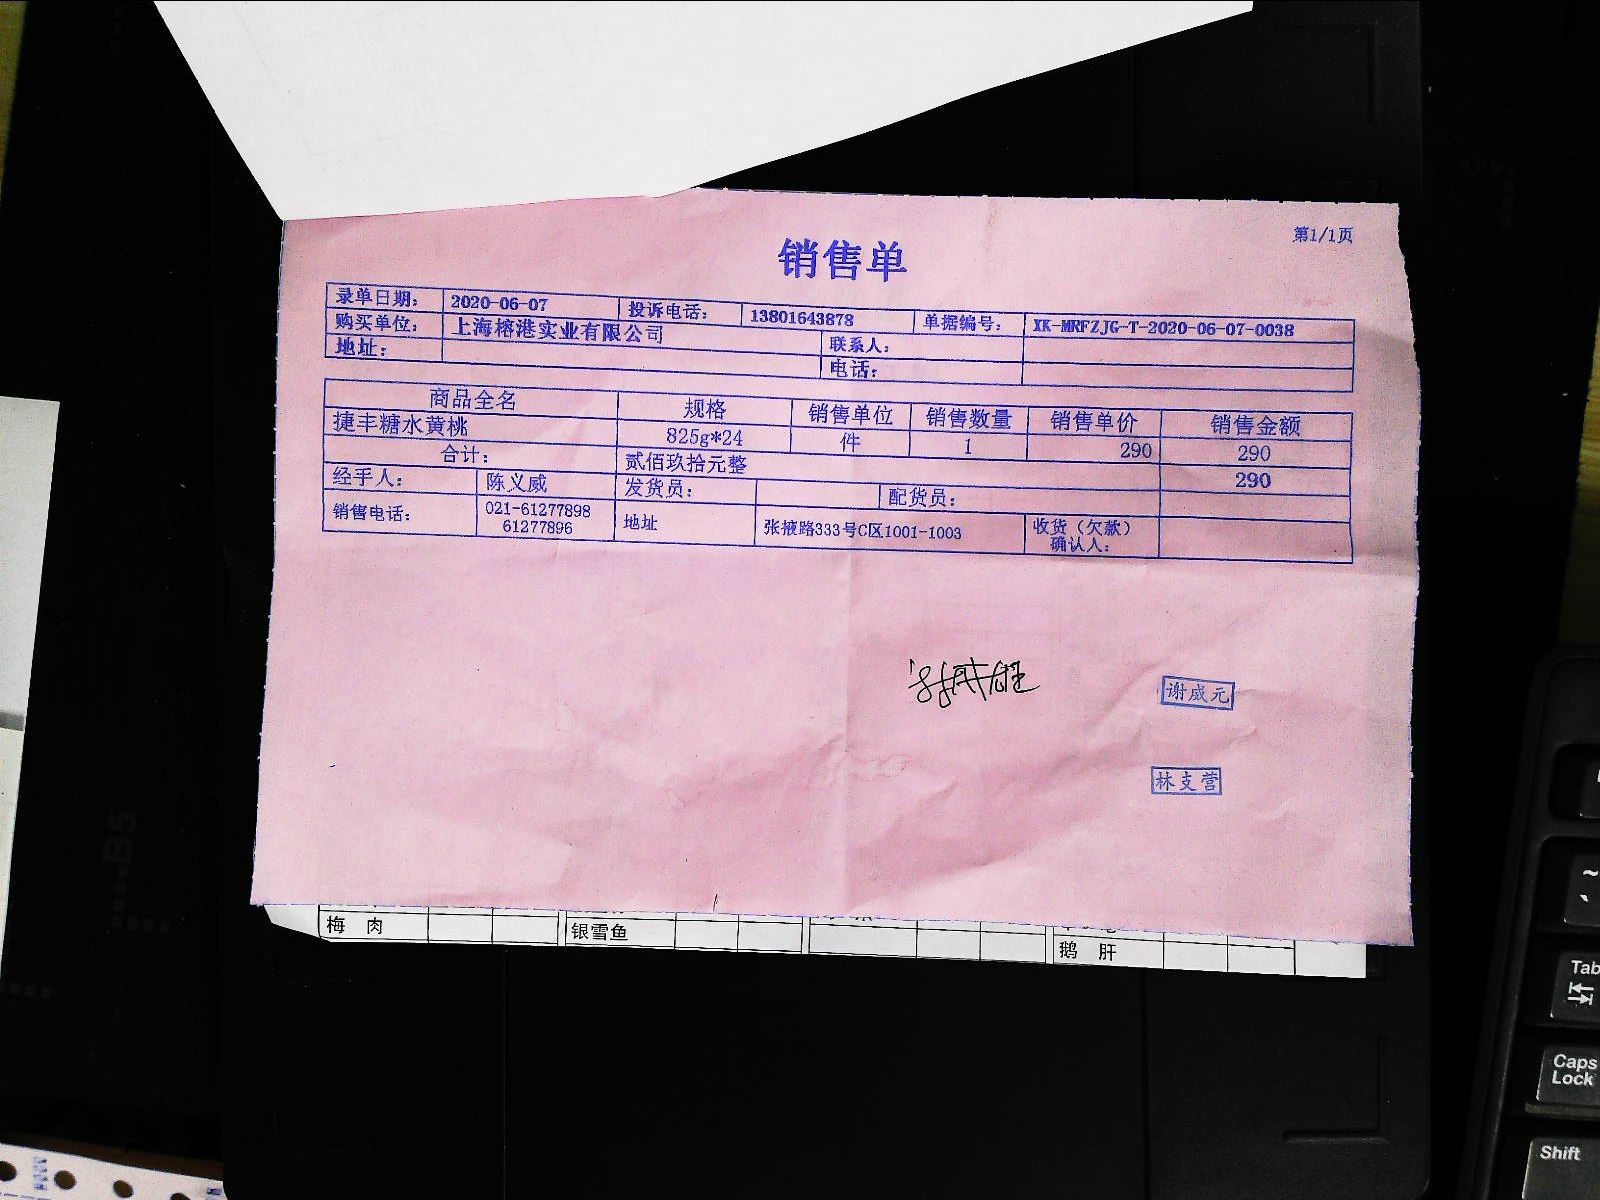 第1/1页
销售单
录单日期： 2020-06-07 投诉电话： 13801643878 单据编号： XK-MRFZJG-T-2020-06-07-0038
购买单位： 上海榕港实业有限公司 联系人：
地址： 电话：
商品全名 规格 销售单位 销售数量 销售单价 销售金额
捷丰糖水黄桃 825g*24 件 1 290 290
合计： 贰佰玖拾元整 290
经手人： 陈义威 发货员： 配货员：
销售电话： 021-61277898 61277896 地址 张掖路333号C区1001-1003 收货（欠款）确认人：
谢威元
林支营
梅 肉 银雪鱼 鹅 肝
B5
~
Tab
Caps Lock
Shift